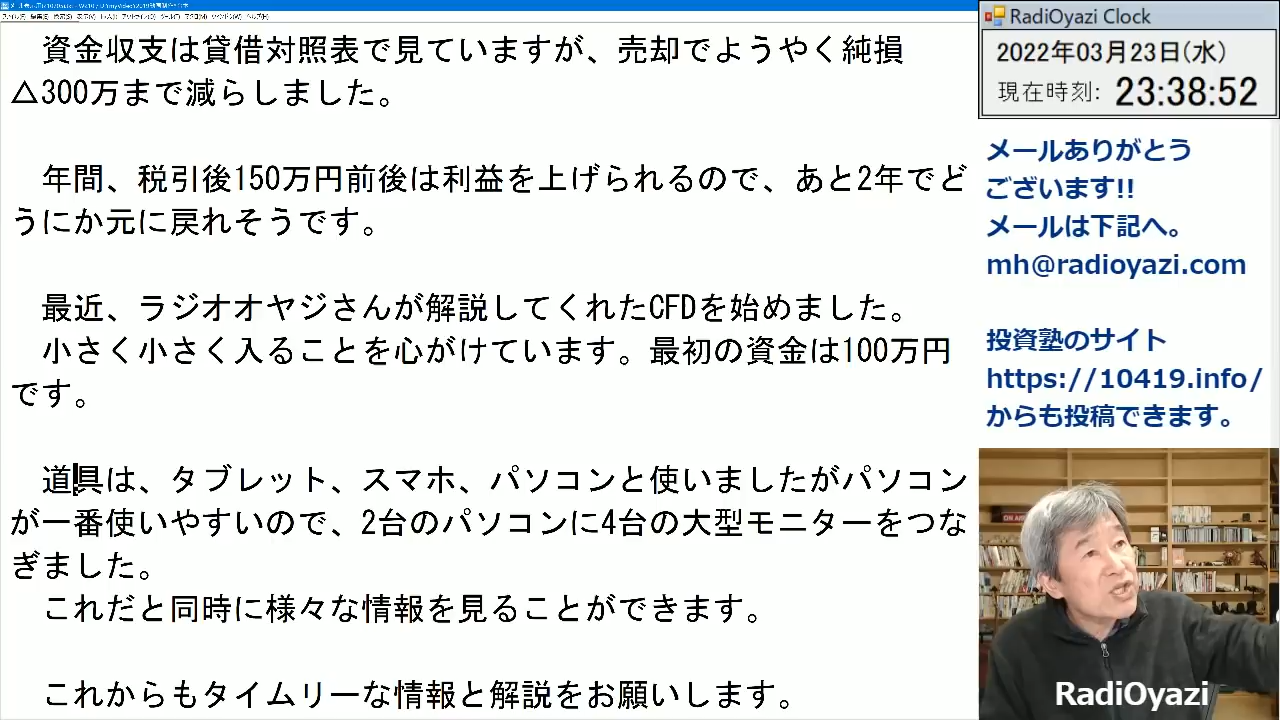 資金収支は貸借対照表で見ていますが、売却でようやく純損
△300万まで減らしました。
年間、税引後150万円前後は利益を上げられるので、あと2年でど
うにか元に戻れそうです。
最近、ラジオオヤジさんが解説してくれたCFDを始めました。
小さく小さく入ることを心がけています。最初の資金は100万円
です。
道具は、タブレット、スマホ、パソコンと使いましたがパソコン
が一番使いやすいので、2台のパソコンに4台の大型モニターをつな
ぎました。
これだと同時に様々な情報を見ることができます。
これからもタイムリーな情報と解説をお願いします。
RadiOyazi Clock
2022年03月23日(水)
現在時刻: 23:38:52
メールありがとう
ございます!!
メールは下記へ。
mh@radioyazi.com
投資塾のサイト
https://10419.info/
からも投稿できます。
RadiOyazi